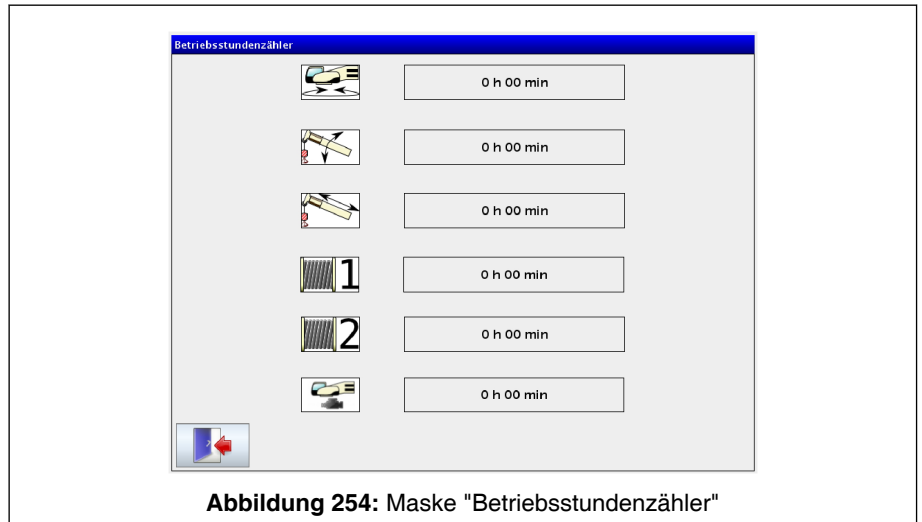 Betriebsstundenzähler
0 h 00 min
0 h 00 min
0 h 00 min
1
0 h 00 min
2
0 h 00 min
0 h 00 min
Abbildung 254: Maske "Betriebsstundenzähler"